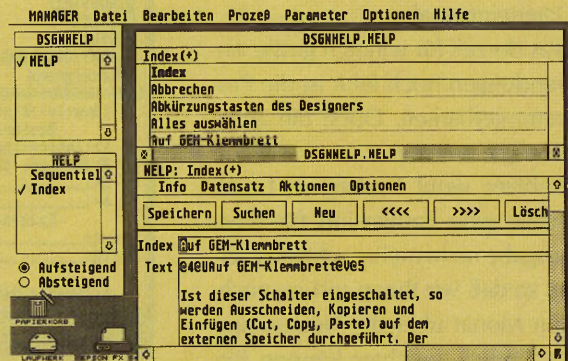 MANAGER Datei Bearbeiten Prozeß Parameter Optionen Hilfe
DSGNHELP
✓ HELP
HELP
Sequentiel
✓ Index
Aufsteigend
Absteigend
PAPIERKORB
LAUFWERK
EPSON FX
DSGNHELP.HELP
Index(+)
Index
Abbrechen
Abkürzungstasten des Designers
Alles auswählen
Auf GEM-Klemmbrett
DSGNHELP.HELP
HELP: Index(+)
Info Datensatz Aktionen Optionen
Speichern Suchen Neu <<<< >>>> Lösch
Index Auf GEM-Klemmbrett
Text @4@UAuf GEM-Klemmbrett@V@5
Ist dieser Schalter eingeschaltet, so
werden Ausschneiden, Kopieren und
Einfügen (Cut, Copy, Paste) auf dem
externen Speicher durchgeführt. Der